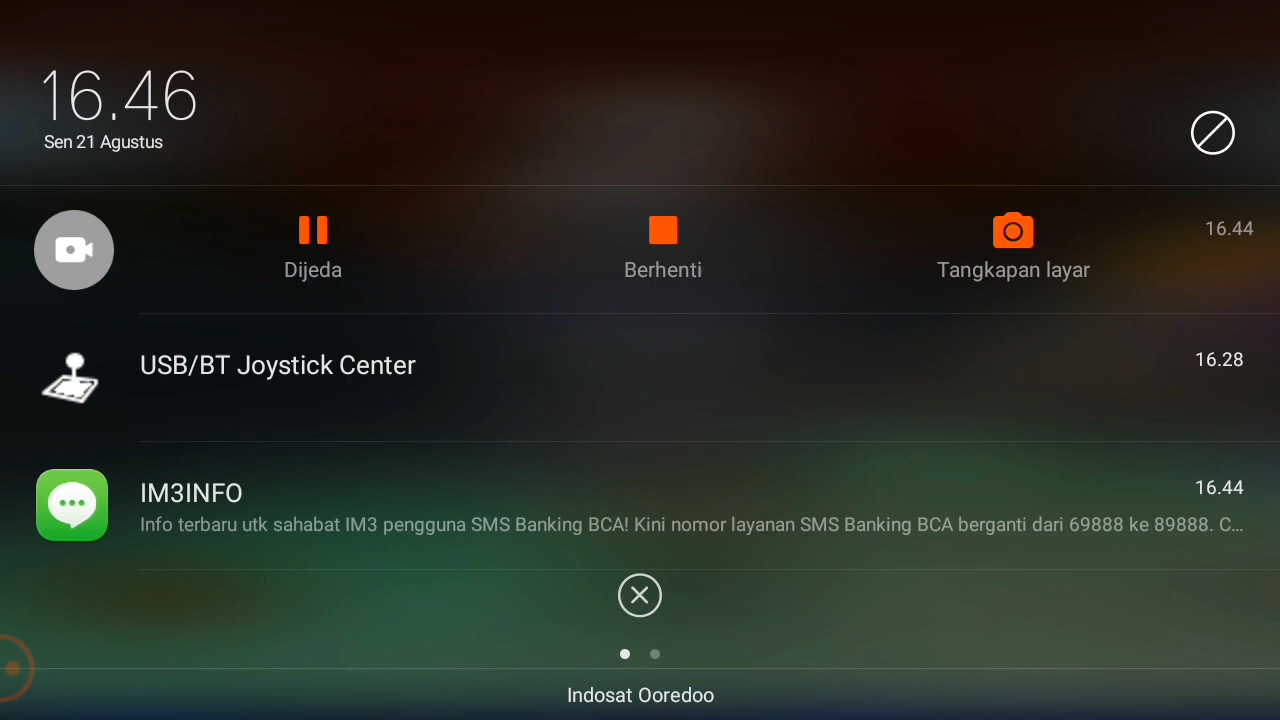 16.46
Sen 21 Agustus
Dijeda
Berhenti
Tangkapan layar
16.44
USB/BT Joystick Center
16.28
IM3INFO
16.44
Info terbaru utk sahabat IM3 pengguna SMS Banking BCA! Kini nomor layanan SMS Banking BCA berganti dari 69888 ke 89888. C...
Indosat Ooredoo